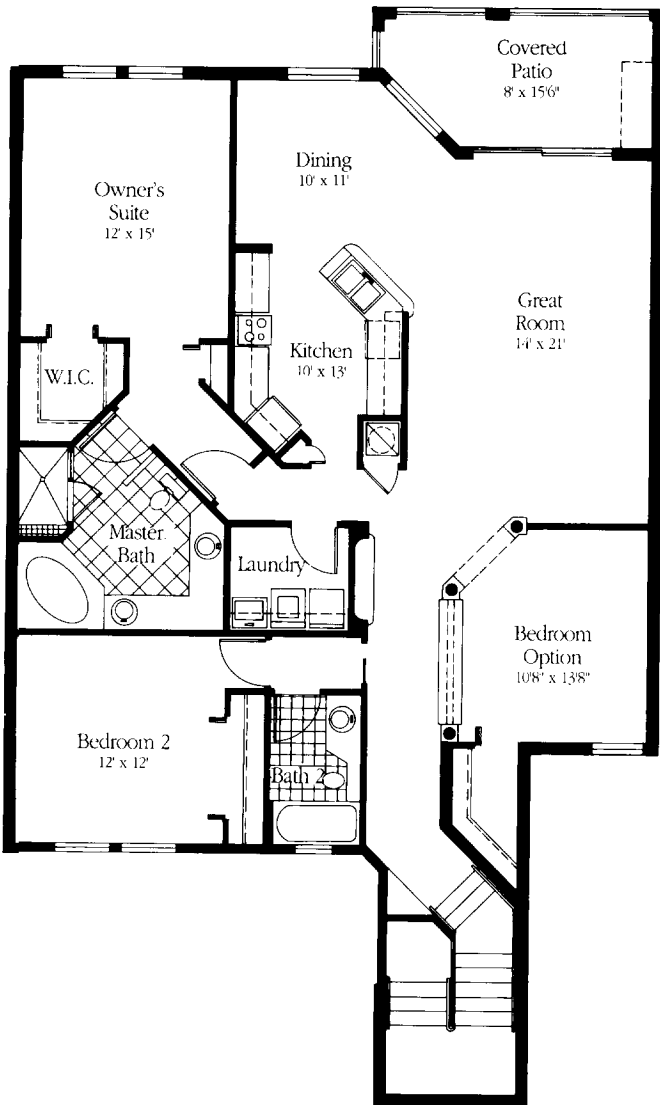 Covered
Patio
8' x 15'6"
Dining
10' x 11'
Owner's
Suite
12' x 15'
Great
Room
14' x 21'
Kitchen
10' x 13'
W.I.C.
Master
Bath
Laundry
Bedroom
Option
10'8" x 13'8"
Bedroom 2
12' x 12'
Bath 2